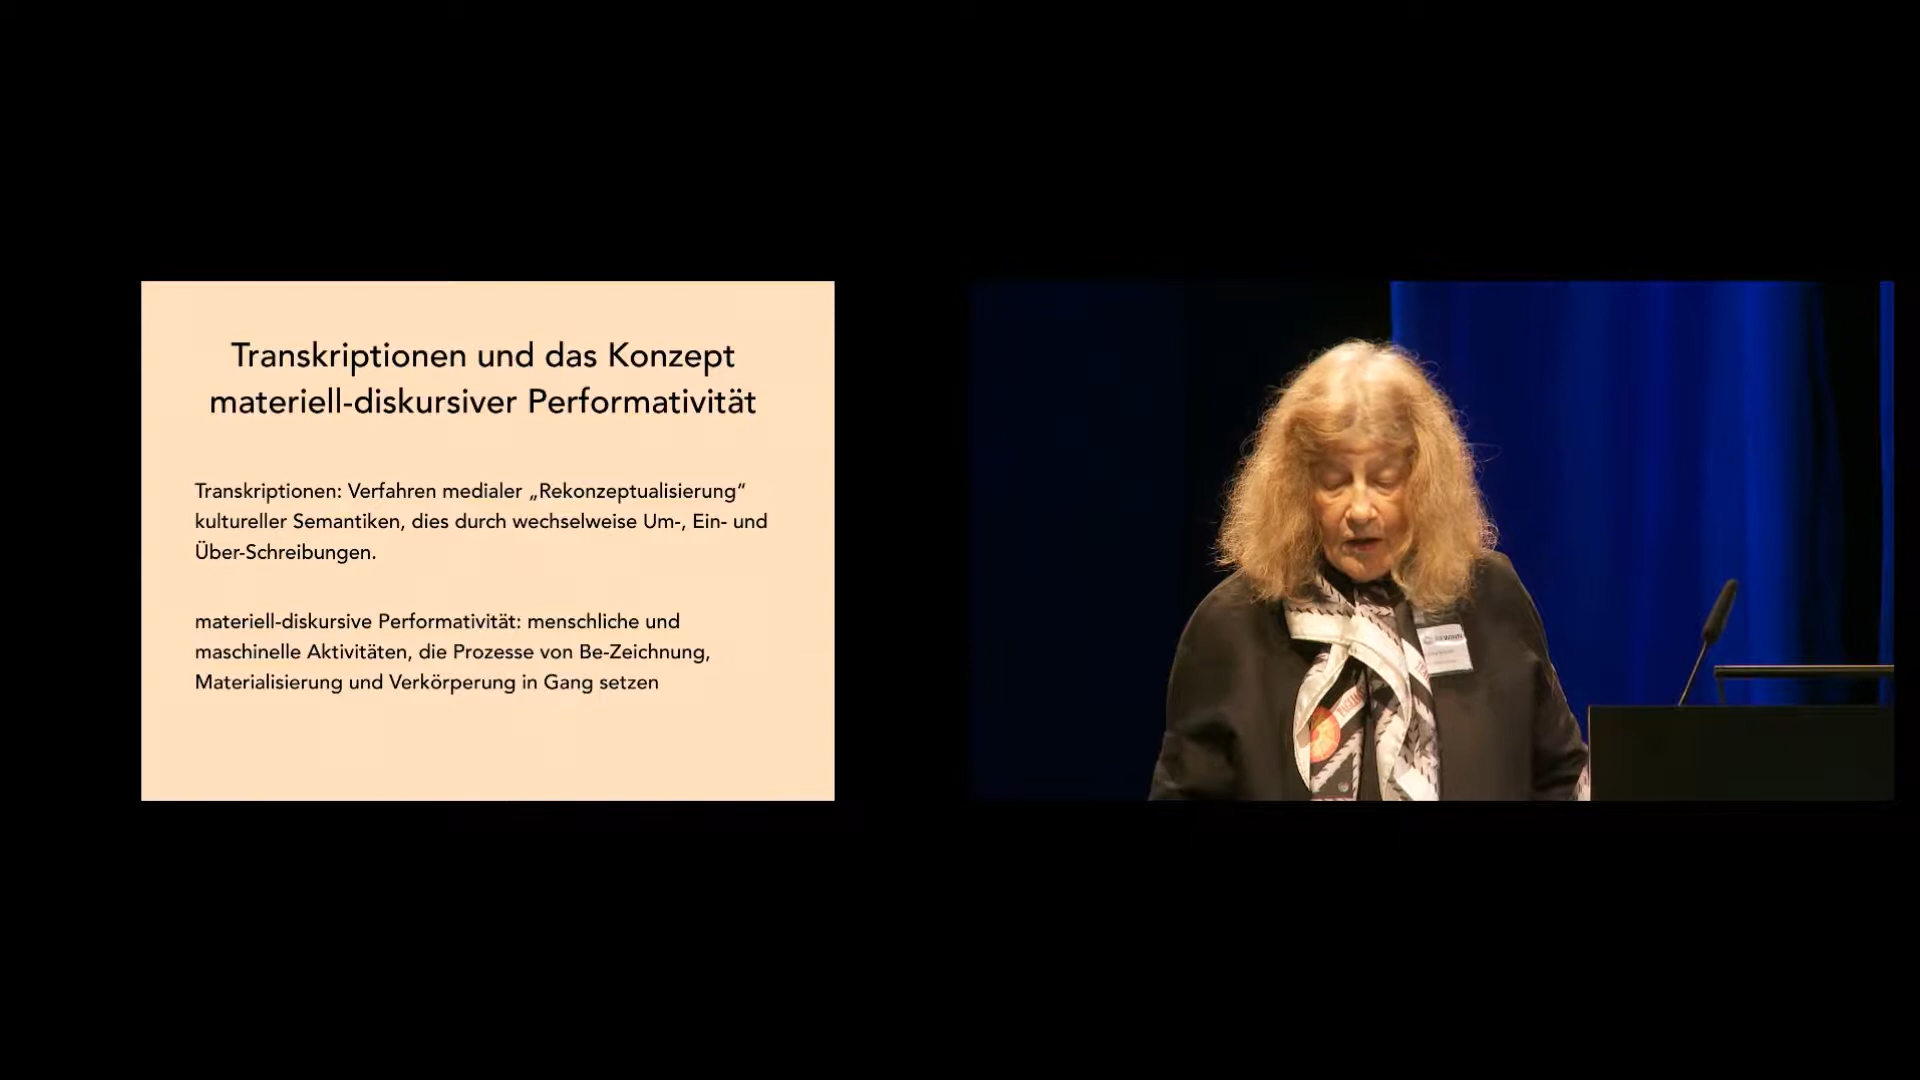 Transkriptionen und das Konzept
materiell-diskursiver Performativität
Transkriptionen: Verfahren medialer „Rekonzeptualisierung“
kultureller Semantiken, dies durch wechselweise Um-, Ein- und
Über-Schreibungen.
materiell-diskursive Performativität: menschliche und
maschinelle Aktivitäten, die Prozesse von Be-Zeichnung,
Materialisierung und Verkörperung in Gang setzen